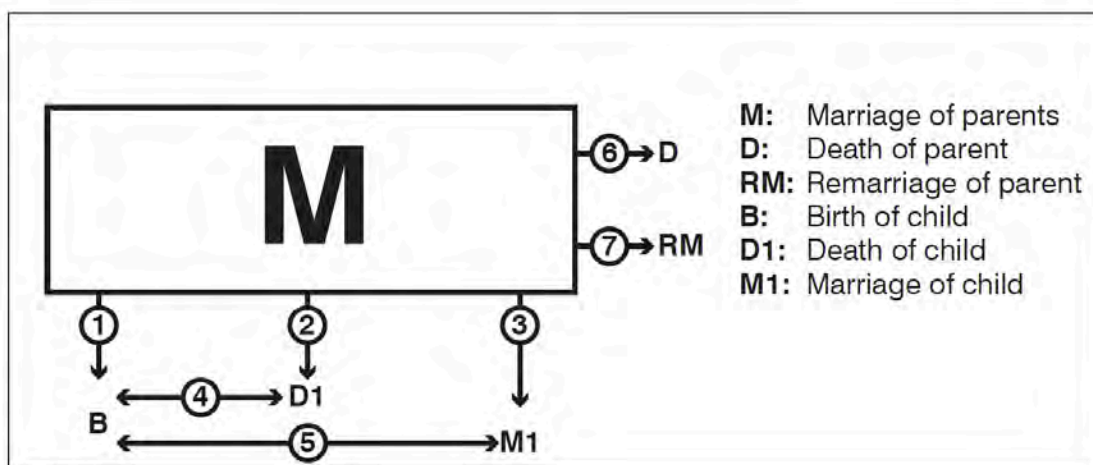 M
M: Marriage of parents
D: Death of parent
RM: Remarriage of parent
B: Birth of child
D1: Death of child
M1: Marriage of child
6 D
7 RM
1 2 3
4 D1
B
5 M1